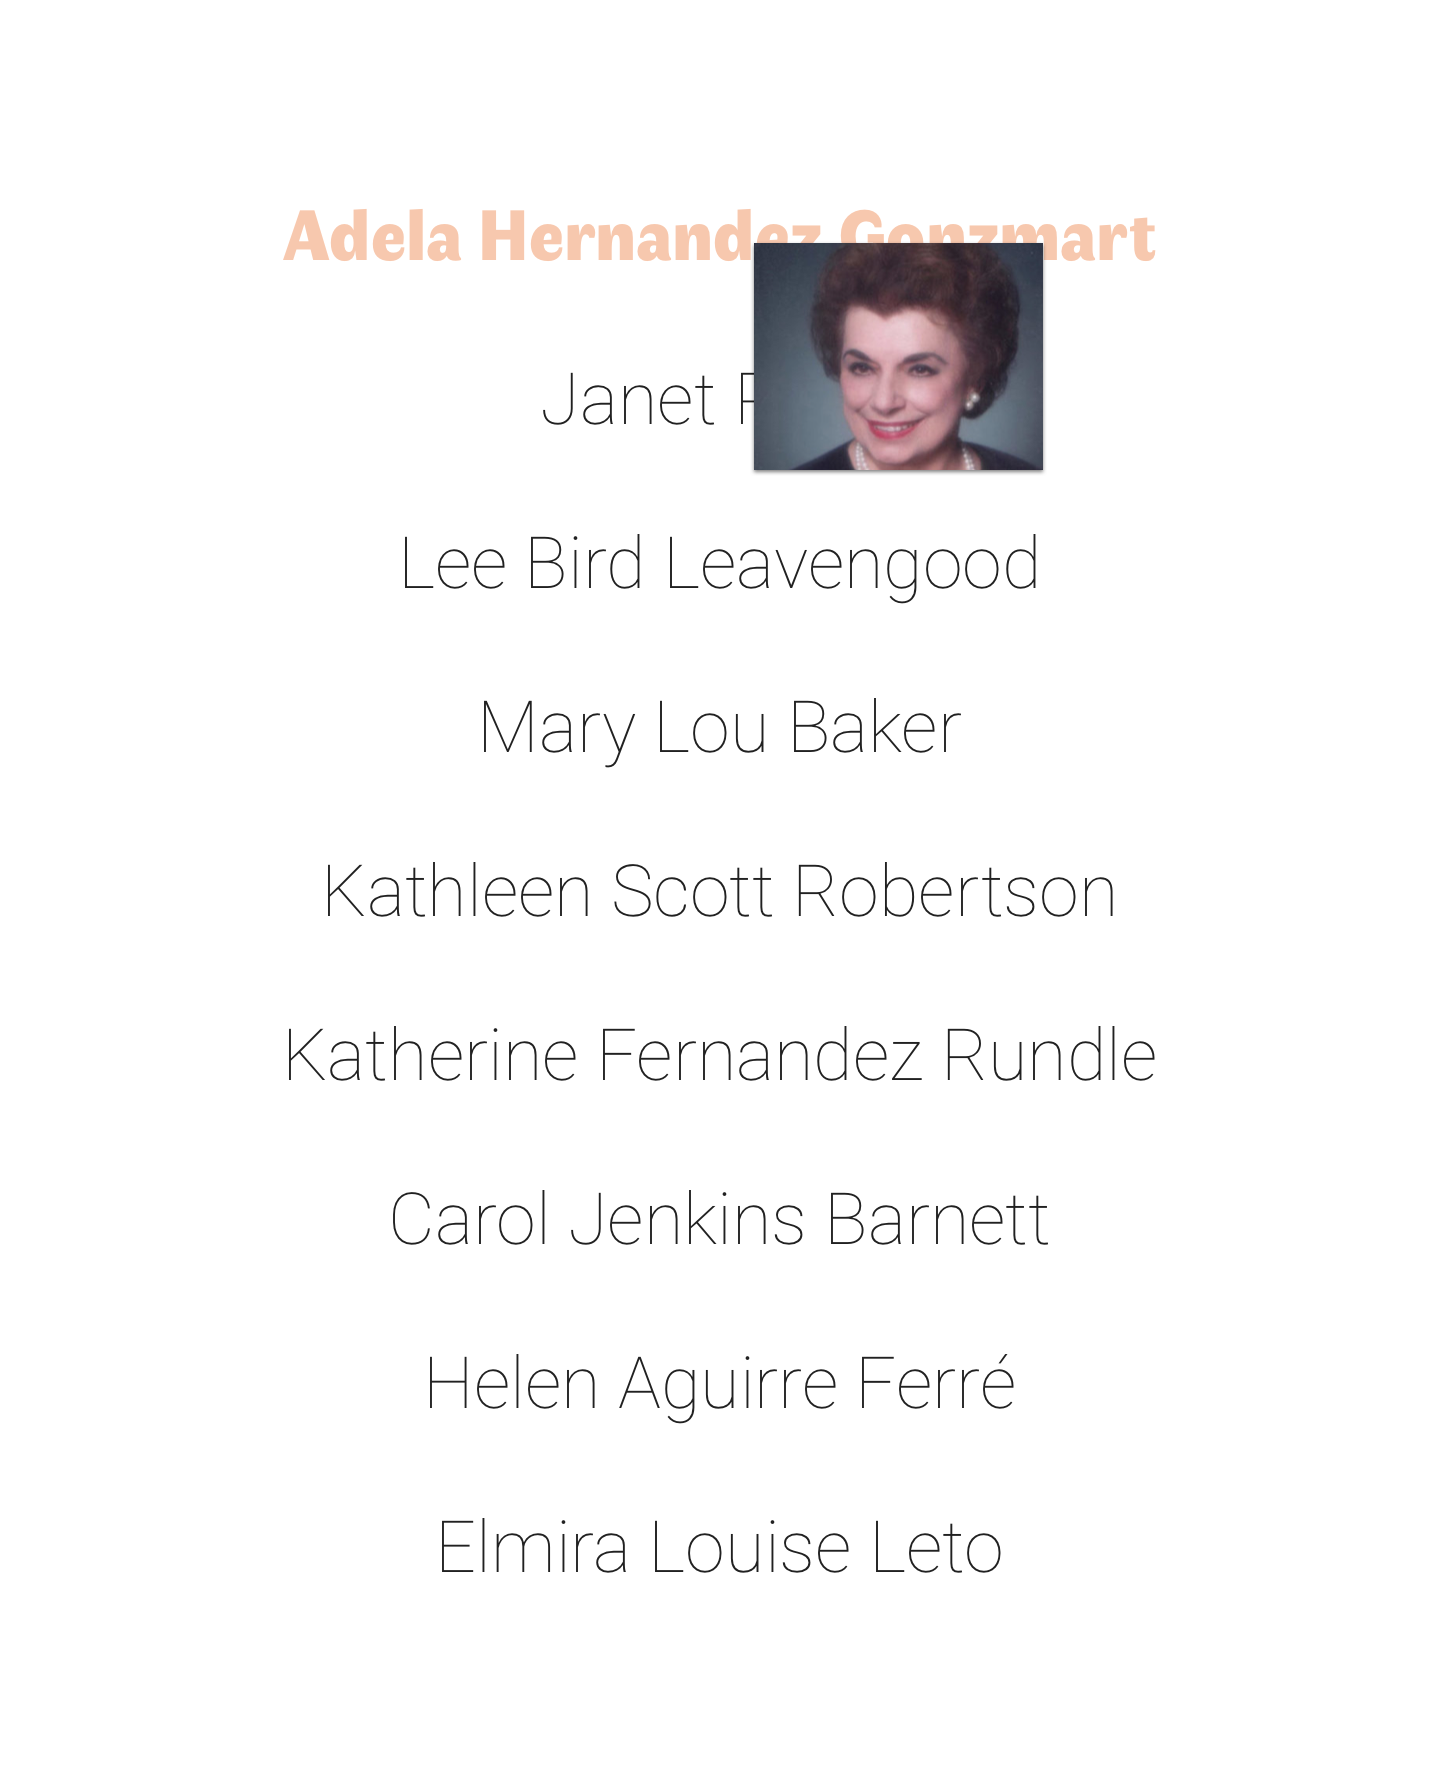 Adela Hernandez Gonzmart
Janet
Lee Bird Leavengood
Mary Lou Baker
Kathleen Scott Robertson
Katherine Fernandez Rundle
Carol Jenkins Barnett
Helen Aguirre Ferré
Elmira Louise Leto